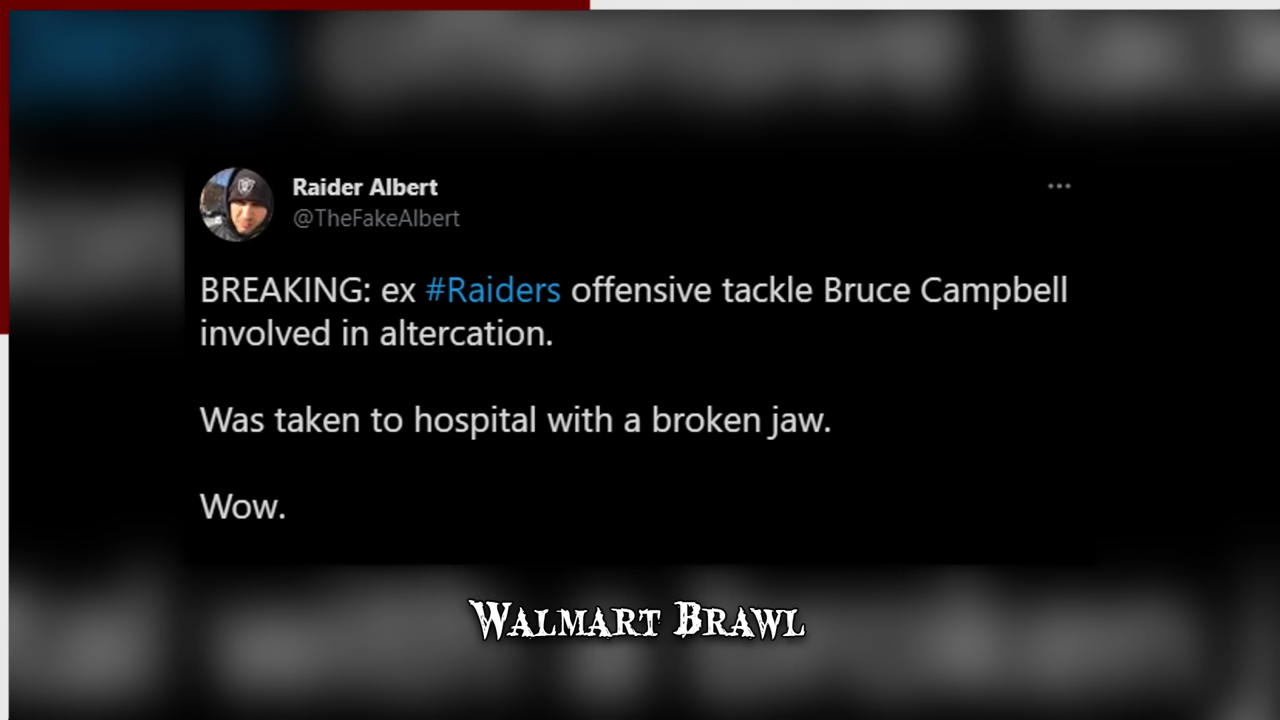 Raider Albert
@TheFakeAlbert
BREAKING: ex #Raiders offensive tackle Bruce Campbell
involved in altercation.
Was taken to hospital with a broken jaw.
Wow.
Walmart Brawl